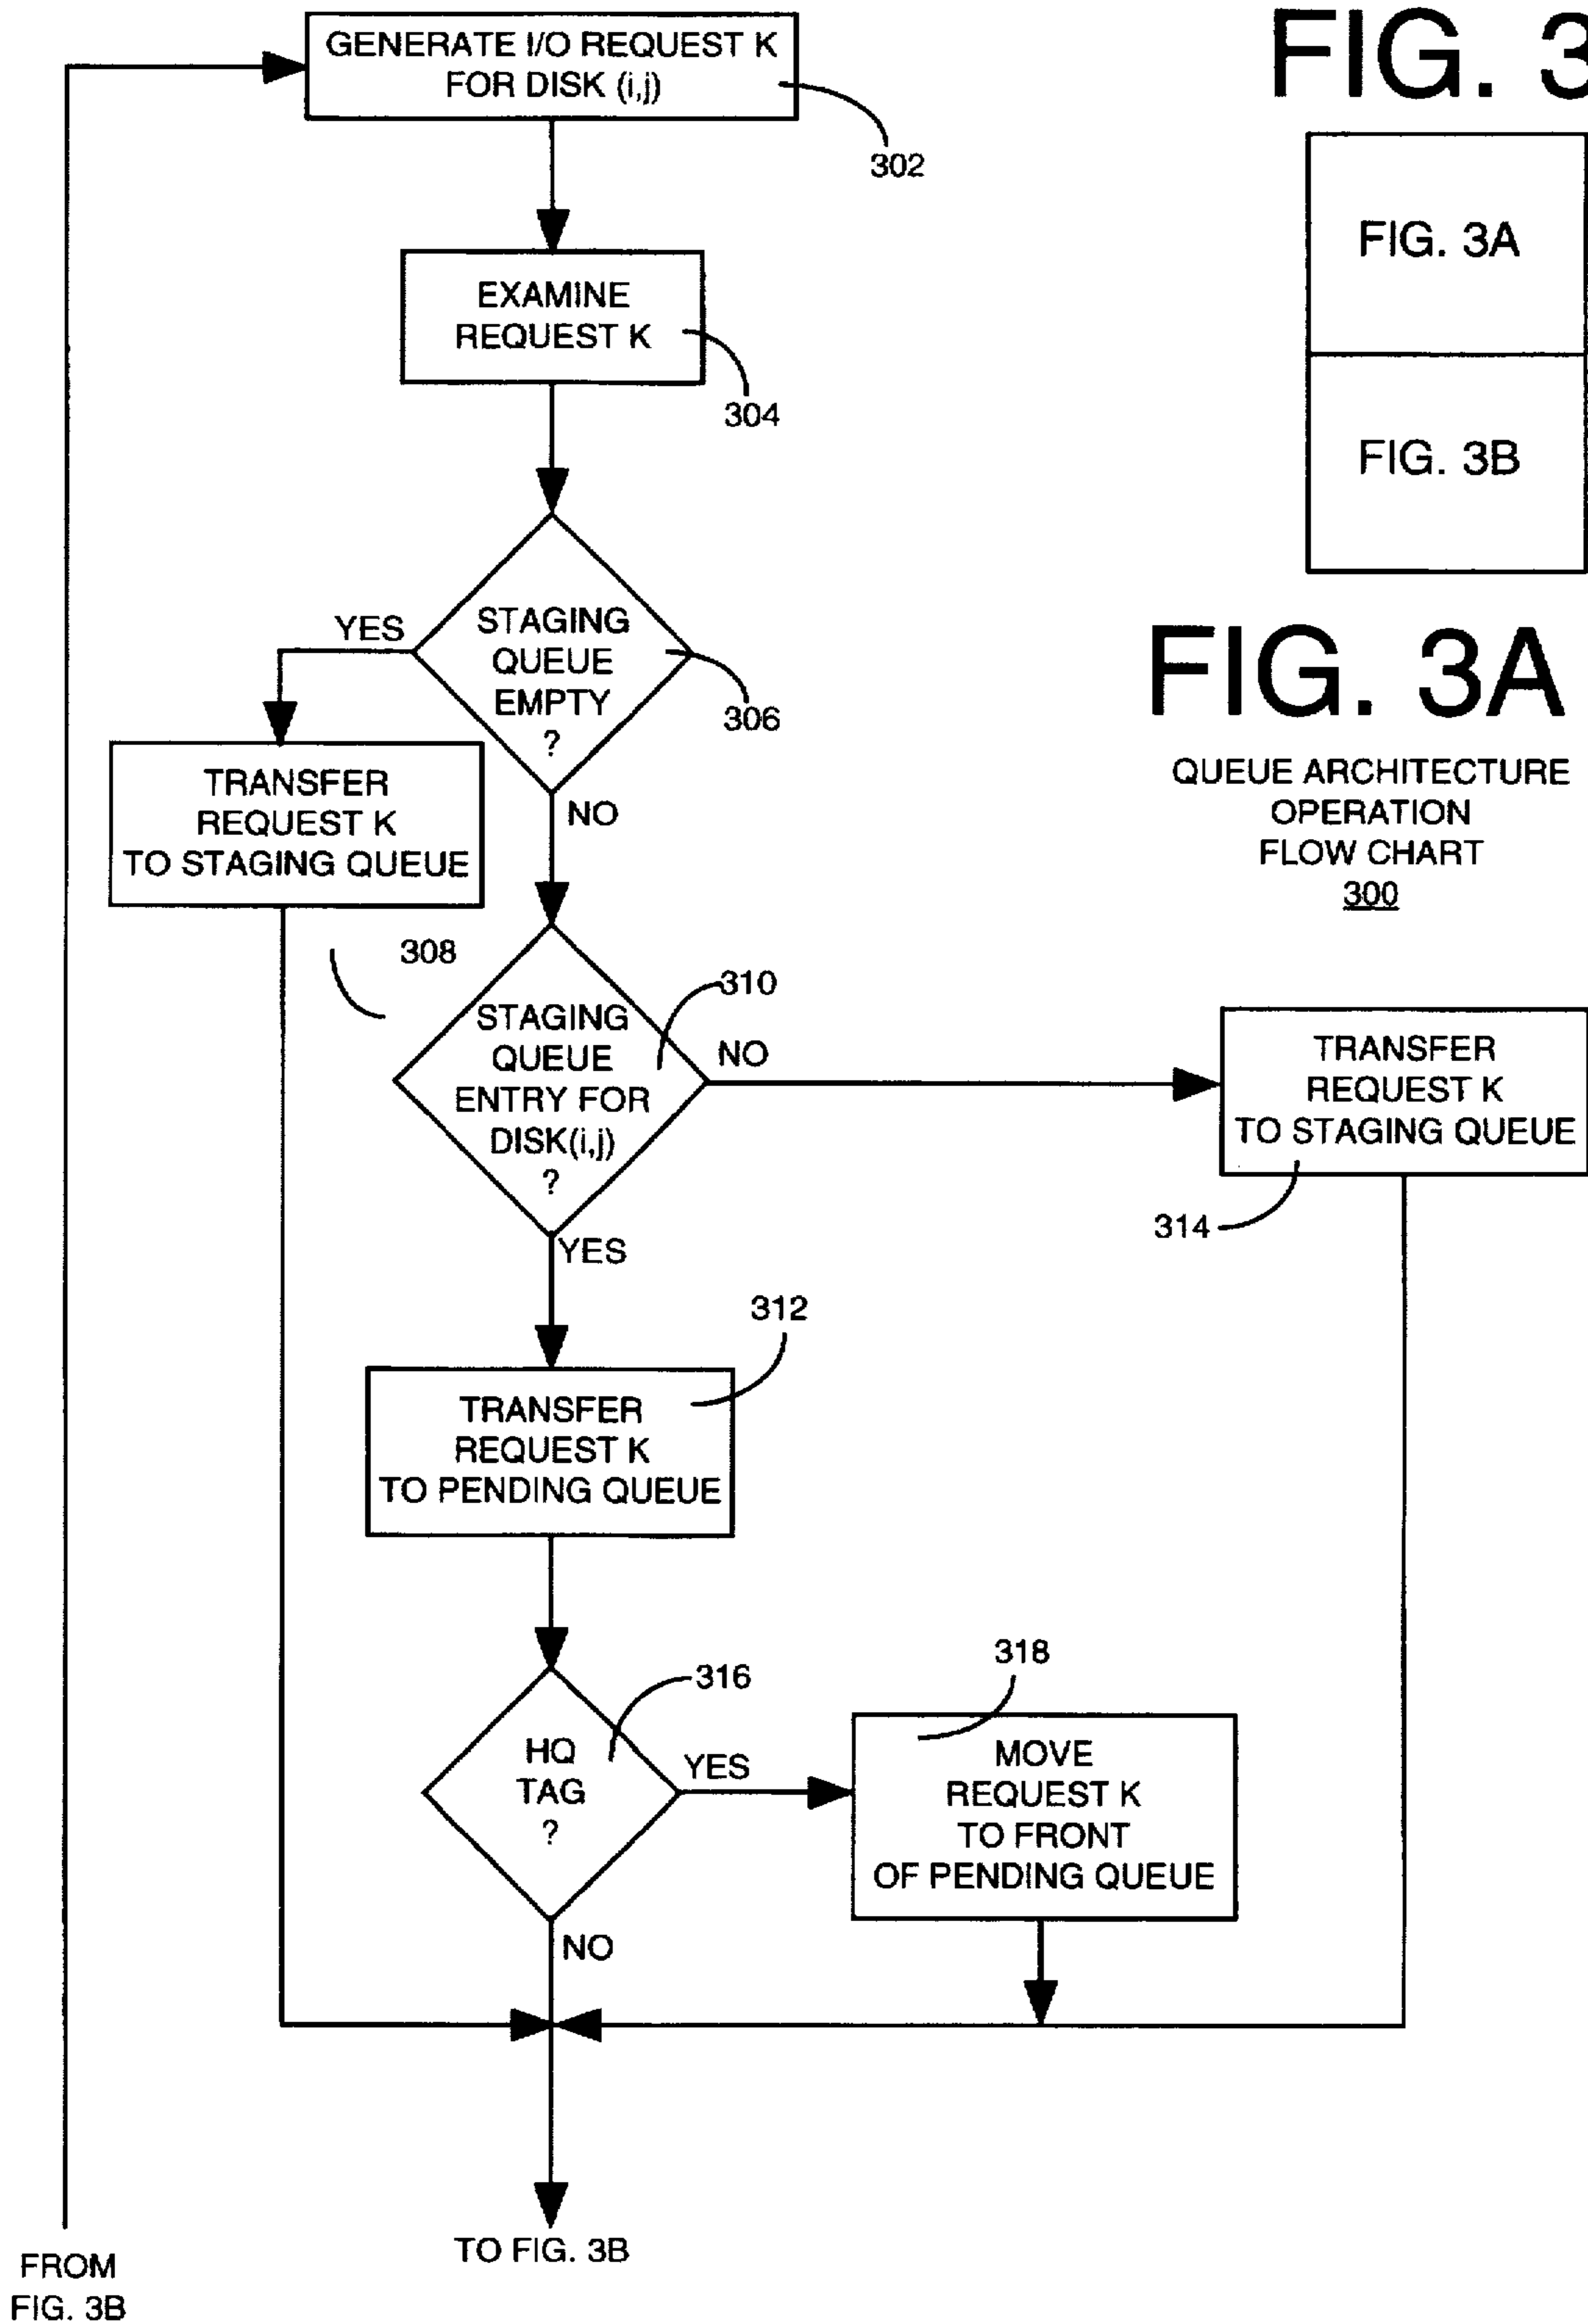 GENERATE I/O REQUEST K
FOR DISK (i,j)
302
FIG. 3
FIG. 3A
FIG. 3B
EXAMINE
REQUEST K
304
STAGING
QUEUE
EMPTY
?
306
YES
NO
FIG. 3A
QUEUE ARCHITECTURE
OPERATION
FLOW CHART
300
TRANSFER
REQUEST K
TO STAGING QUEUE
308
STAGING
QUEUE
ENTRY FOR
DISK(i,j)
?
310
NO
YES
TRANSFER
REQUEST K
TO STAGING QUEUE
314
312
TRANSFER
REQUEST K
TO PENDING QUEUE
HQ
TAG
?
316
YES
NO
318
MOVE
REQUEST K
TO FRONT
OF PENDING QUEUE
TO FIG. 3B
FROM
FIG. 3B